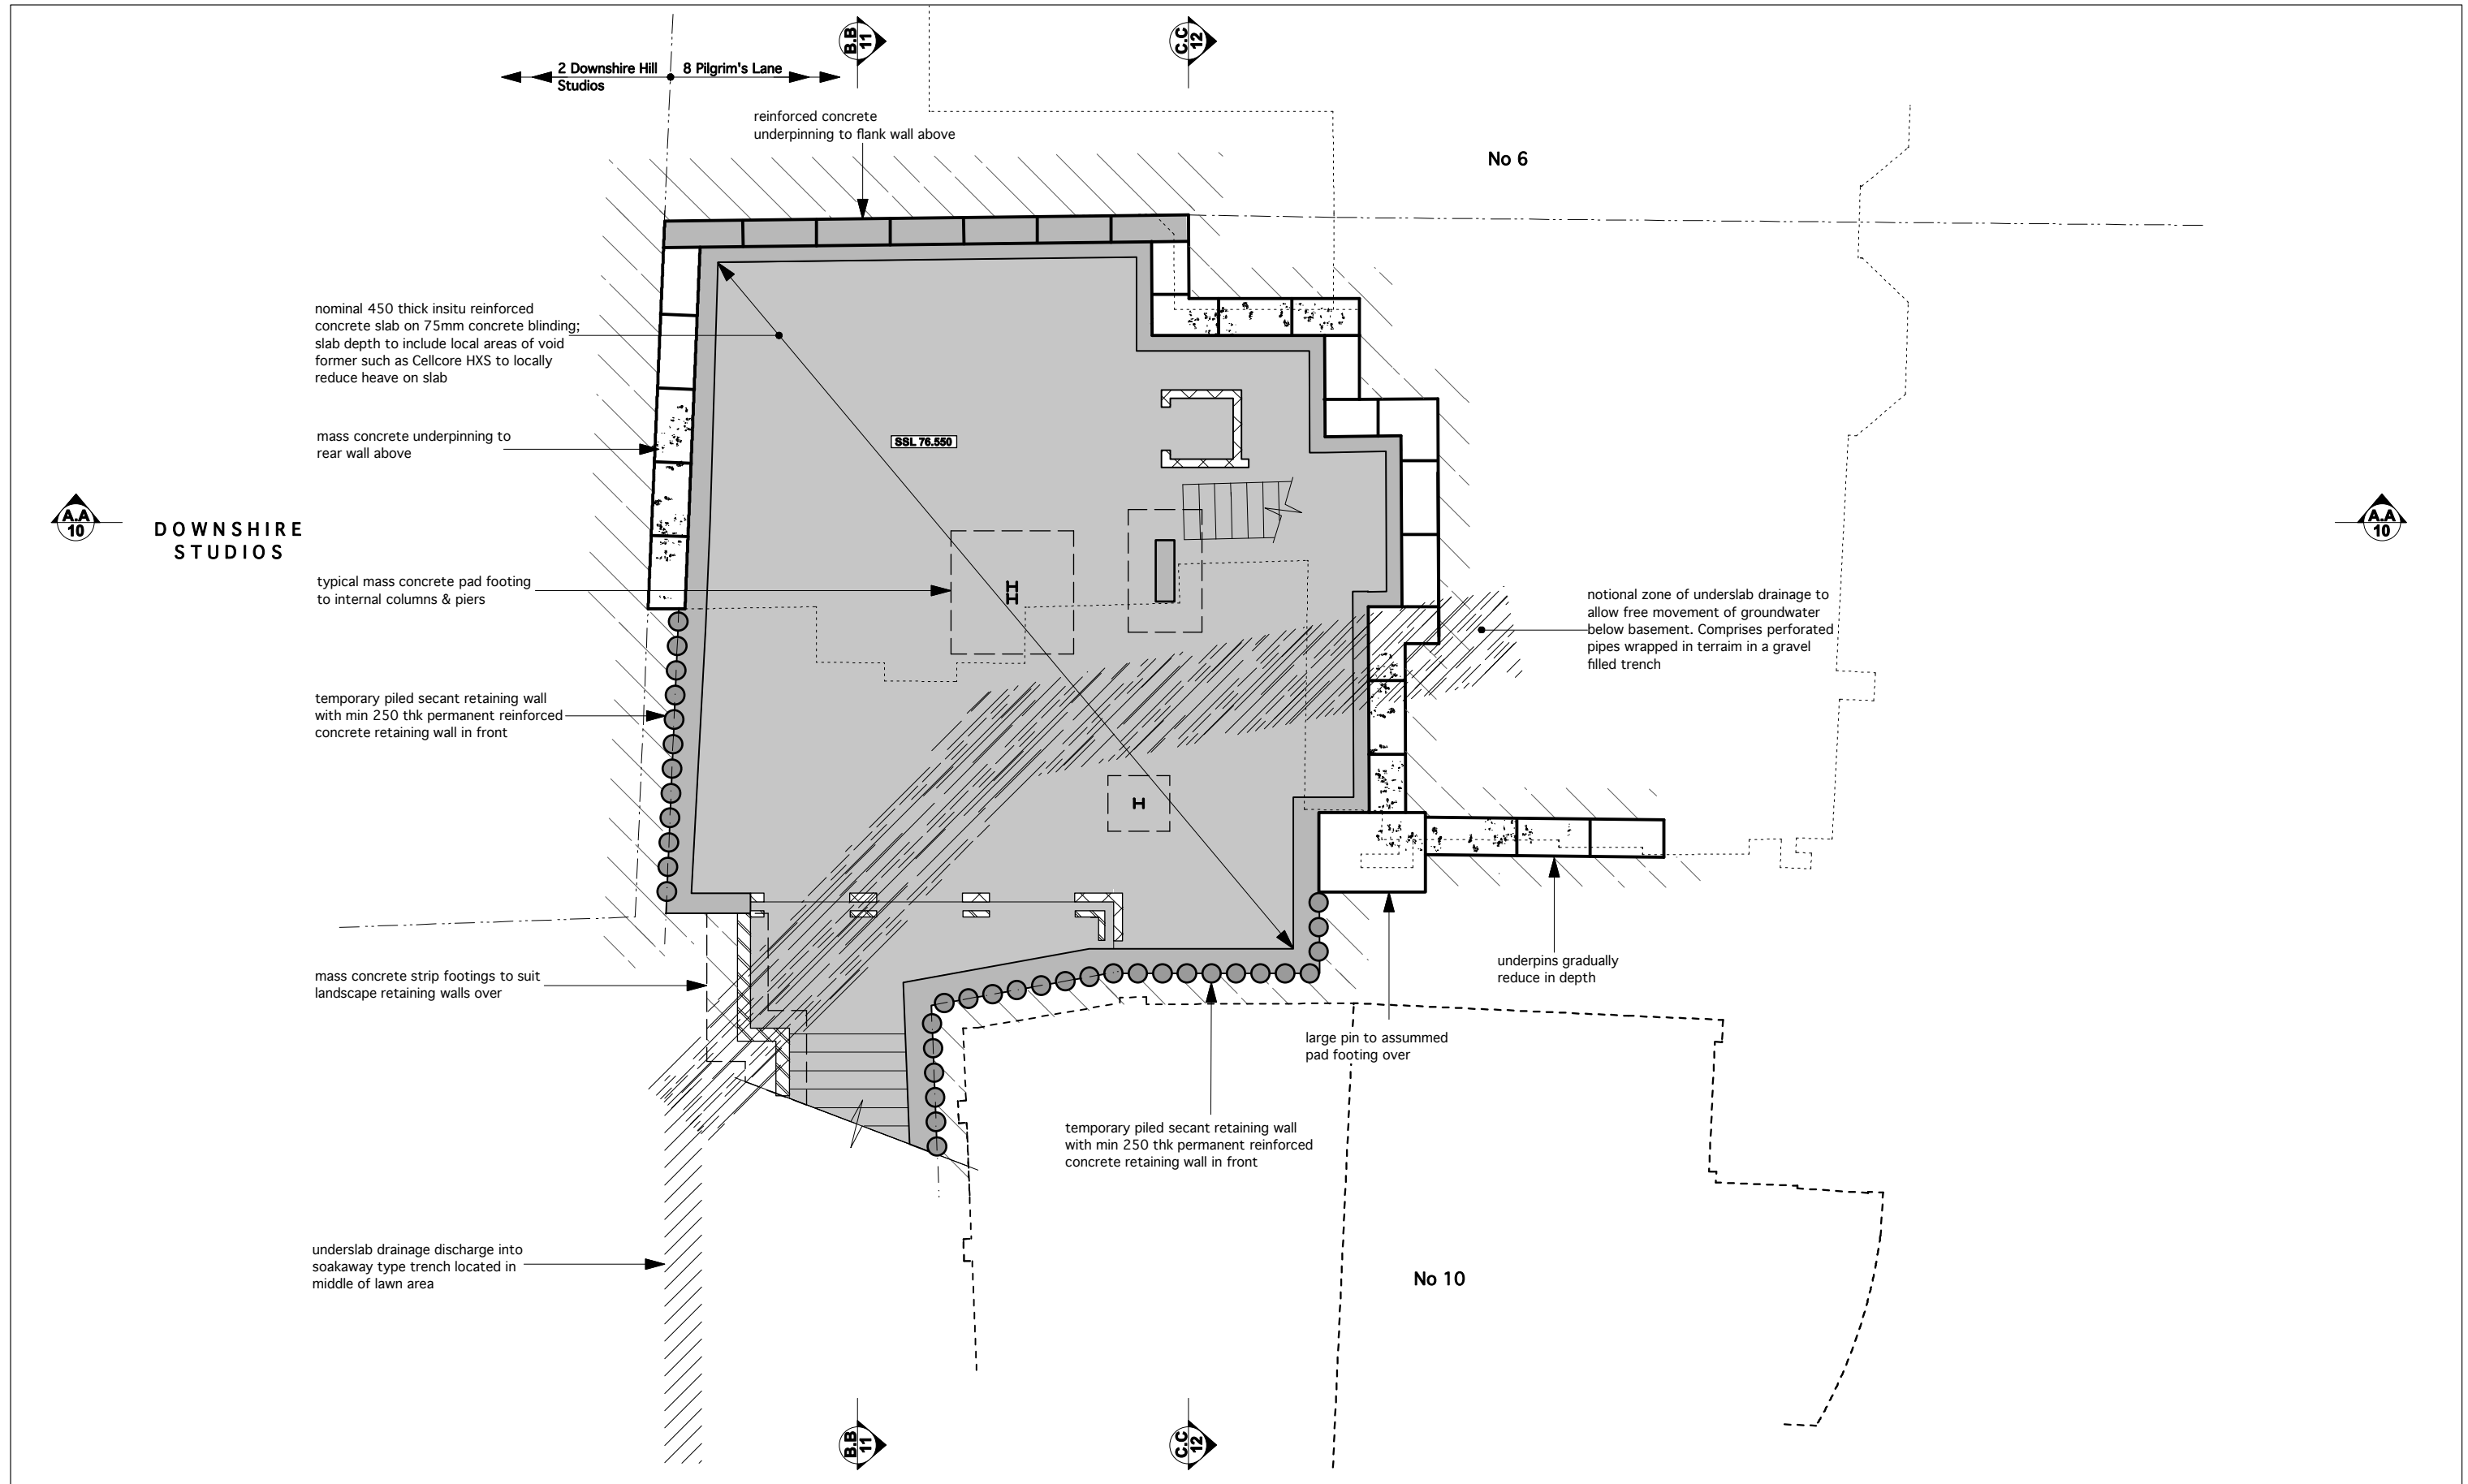 B.B
11
C.C
12
2 Downshire Hill
Studios
8 Pilgrim's Lane
reinforced concrete
underpinning to flank wall above
No 6
nominal 450 thick insitu reinforced
concrete slab on 75mm concrete blinding;
slab depth to include local areas of void
former such as Cellcore HXS to locally
reduce heave on slab
mass concrete underpinning to
rear wall above
SSL 76.550
A.A
10
DOWNSHIRE
STUDIOS
A.A
10
typical mass concrete pad footing
to internal columns & piers
notional zone of underslab drainage to
allow free movement of groundwater
below basement. Comprises perforated
pipes wrapped in terraim in a gravel
filled trench
temporary piled secant retaining wall
with min 250 thk permanent reinforced
concrete retaining wall in front
mass concrete strip footings to suit
landscape retaining walls over
underpins gradually
reduce in depth
large pin to assummed
pad footing over
temporary piled secant retaining wall
with min 250 thk permanent reinforced
concrete retaining wall in front
underslab drainage discharge into
soakaway type trench located in
middle of lawn area
No 10
B.B
11
C.C
12